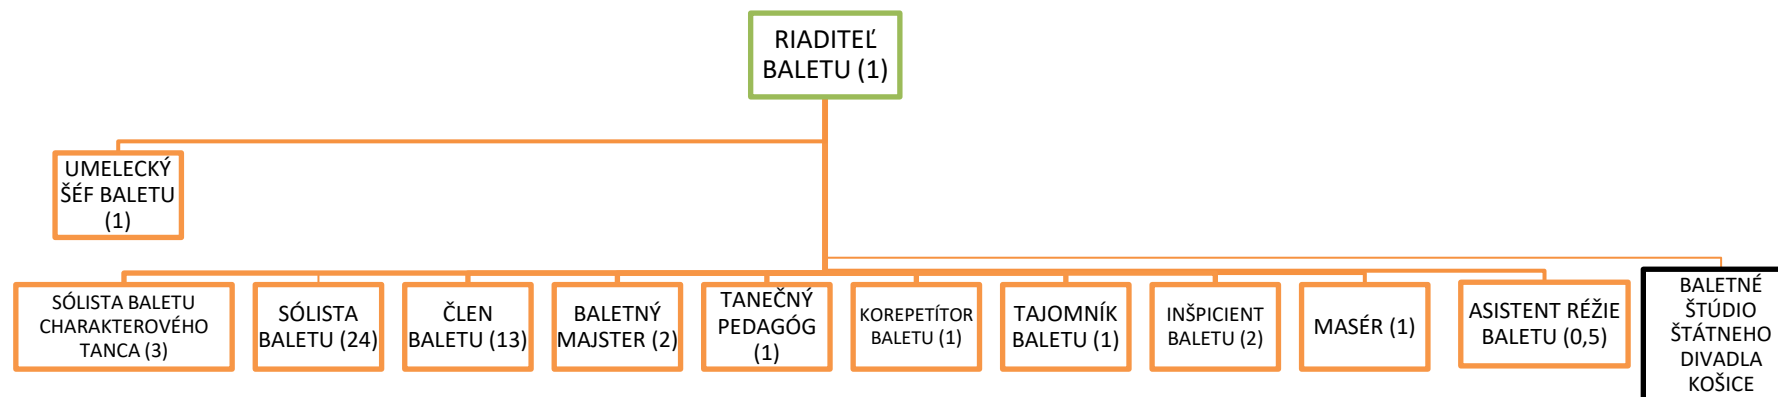 RIADITEĽ
BALETU (1)
UMELECKÝ
ŠÉF BALETU
(1)
SÓLISTA BALETU
CHARAKTEROVÉHO
TANCA (3)
SÓLISTA
BALETU (24)
ČLEN
BALETU (13)
BALETNÝ
MAJSTER (2)
TANEČNÝ
PEDAGÓG
(1)
KOREPETÍTOR
BALETU (1)
TAJOMNÍK
BALETU (1)
INŠPICIENT
BALETU (2)
MASÉR (1)
ASISTENT RÉŽIE
BALETU (0,5)
BALETNÉ
ŠTÚDIO
ŠTÁTNEHO
DIVADLA
KOŠICE